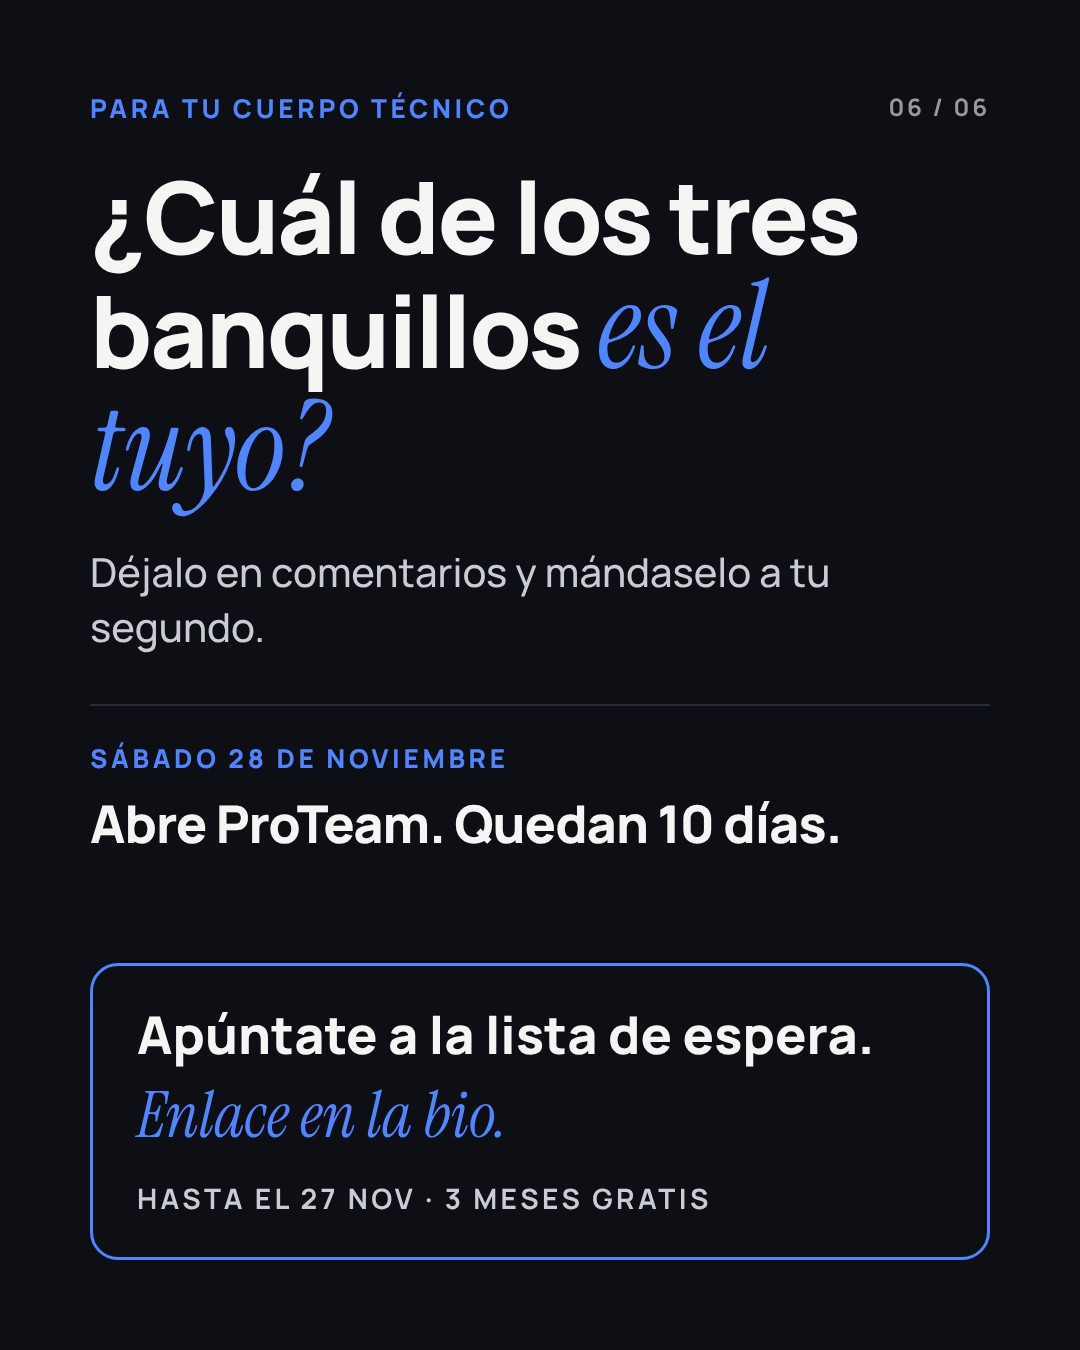 PARA TU CUERPO TÉCNICO
06 / 06
¿Cuál de los tres
banquillos es el
tuyo?
Déjalo en comentarios y mándaselo a tu
segundo.
SÁBADO 28 DE NOVIEMBRE
Abre ProTeam. Quedan 10 días.
Apúntate a la lista de espera.
Enlace en la bio.
HASTA EL 27 NOV · 3 MESES GRATIS